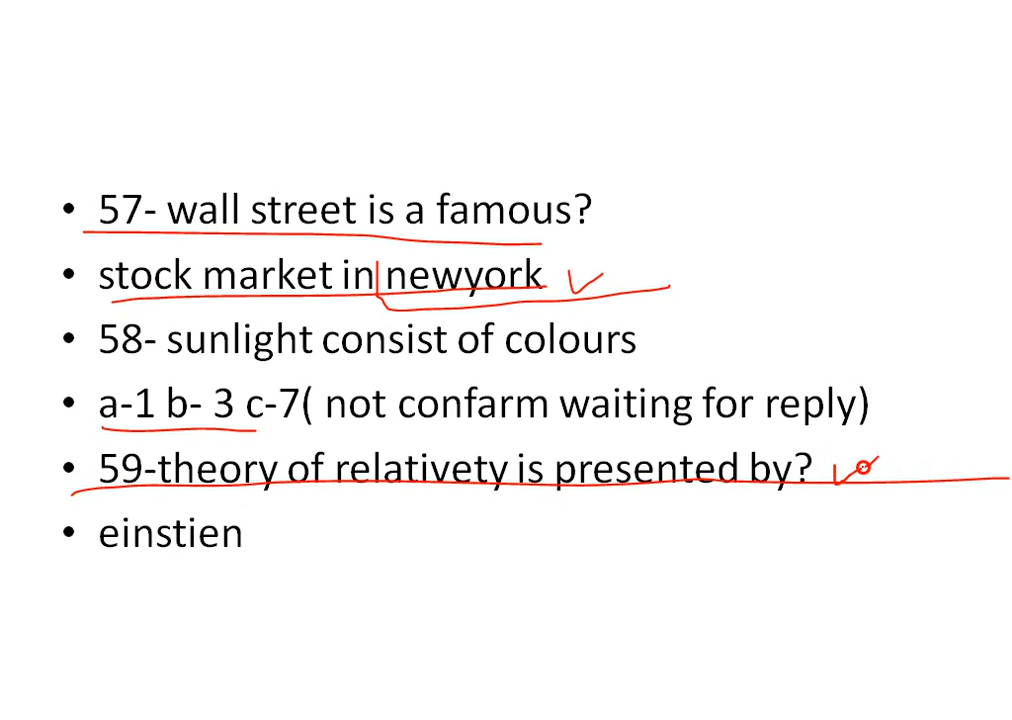 • 57- wall street is a famous?
• stock market in newyork
• 58- sunlight consist of colours
• a-1 b- 3 c-7( not confarm waiting for reply)
• 59-theory of relativety is presented by?
• einstien